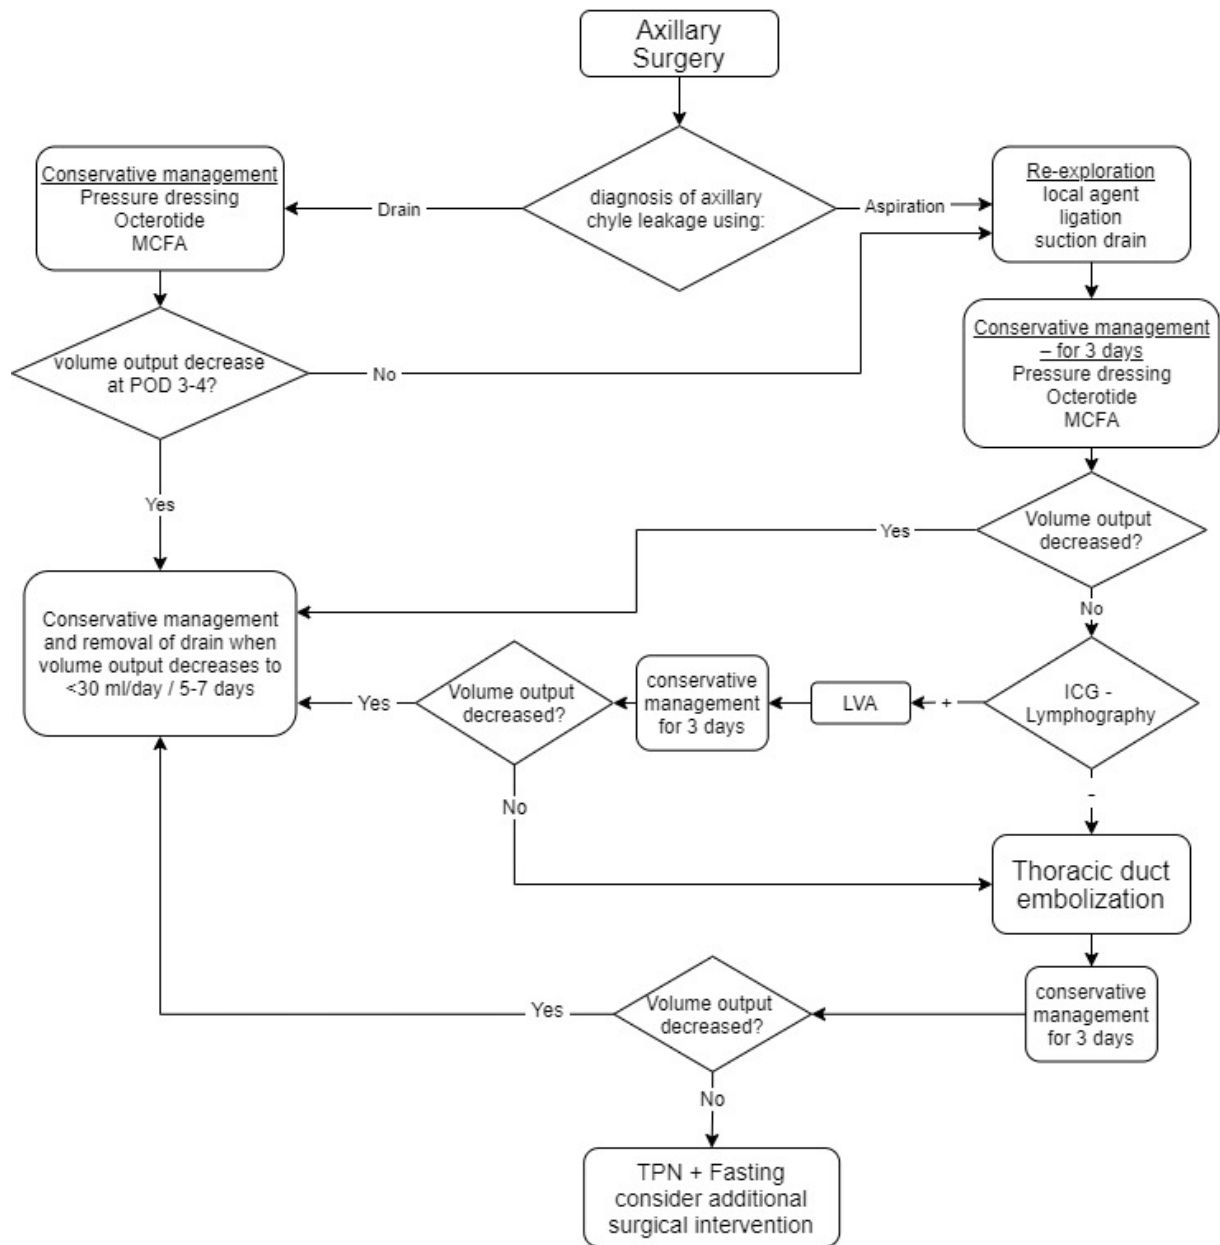 Axillary
Surgery
diagnosis of axillary
chyle leakage using:
Drain
Aspiration
Conservative management
Pressure dressing
Octerotide
MCFA
Re-exploration
local agent
ligation
suction drain
volume output decrease
at POD 3-4?
No
Yes
Conservative management
– for 3 days
Pressure dressing
Octerotide
MCFA
Volume output
decreased?
Yes
No
Conservative management
and removal of drain when
volume output decreases to
<30 ml/day / 5-7 days
ICG -
Lymphography
+
-
LVA
conservative
management
for 3 days
Volume output
decreased?
Yes
No
Thoracic duct
embolization
conservative
management
for 3 days
Volume output
decreased?
Yes
No
TPN + Fasting
consider additional
surgical intervention